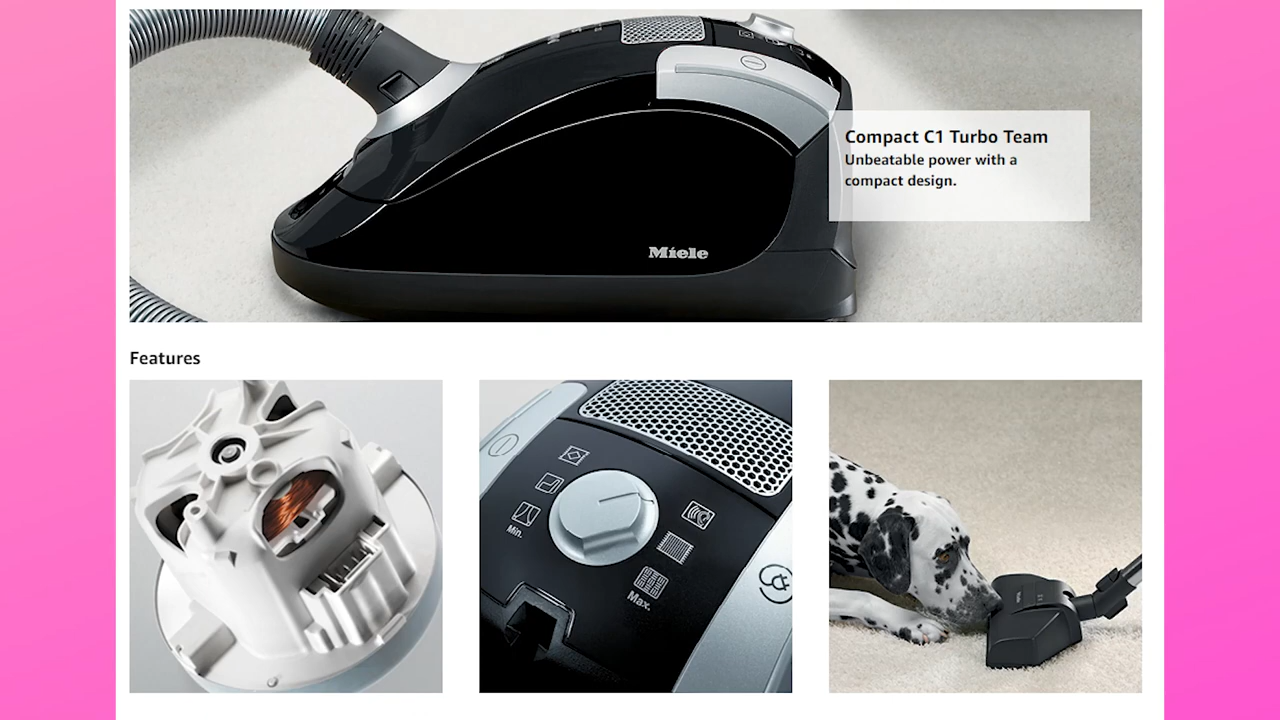 Compact C1 Turbo Team
Unbeatable power with a
compact design.
Miele
Features
Min.
Max.